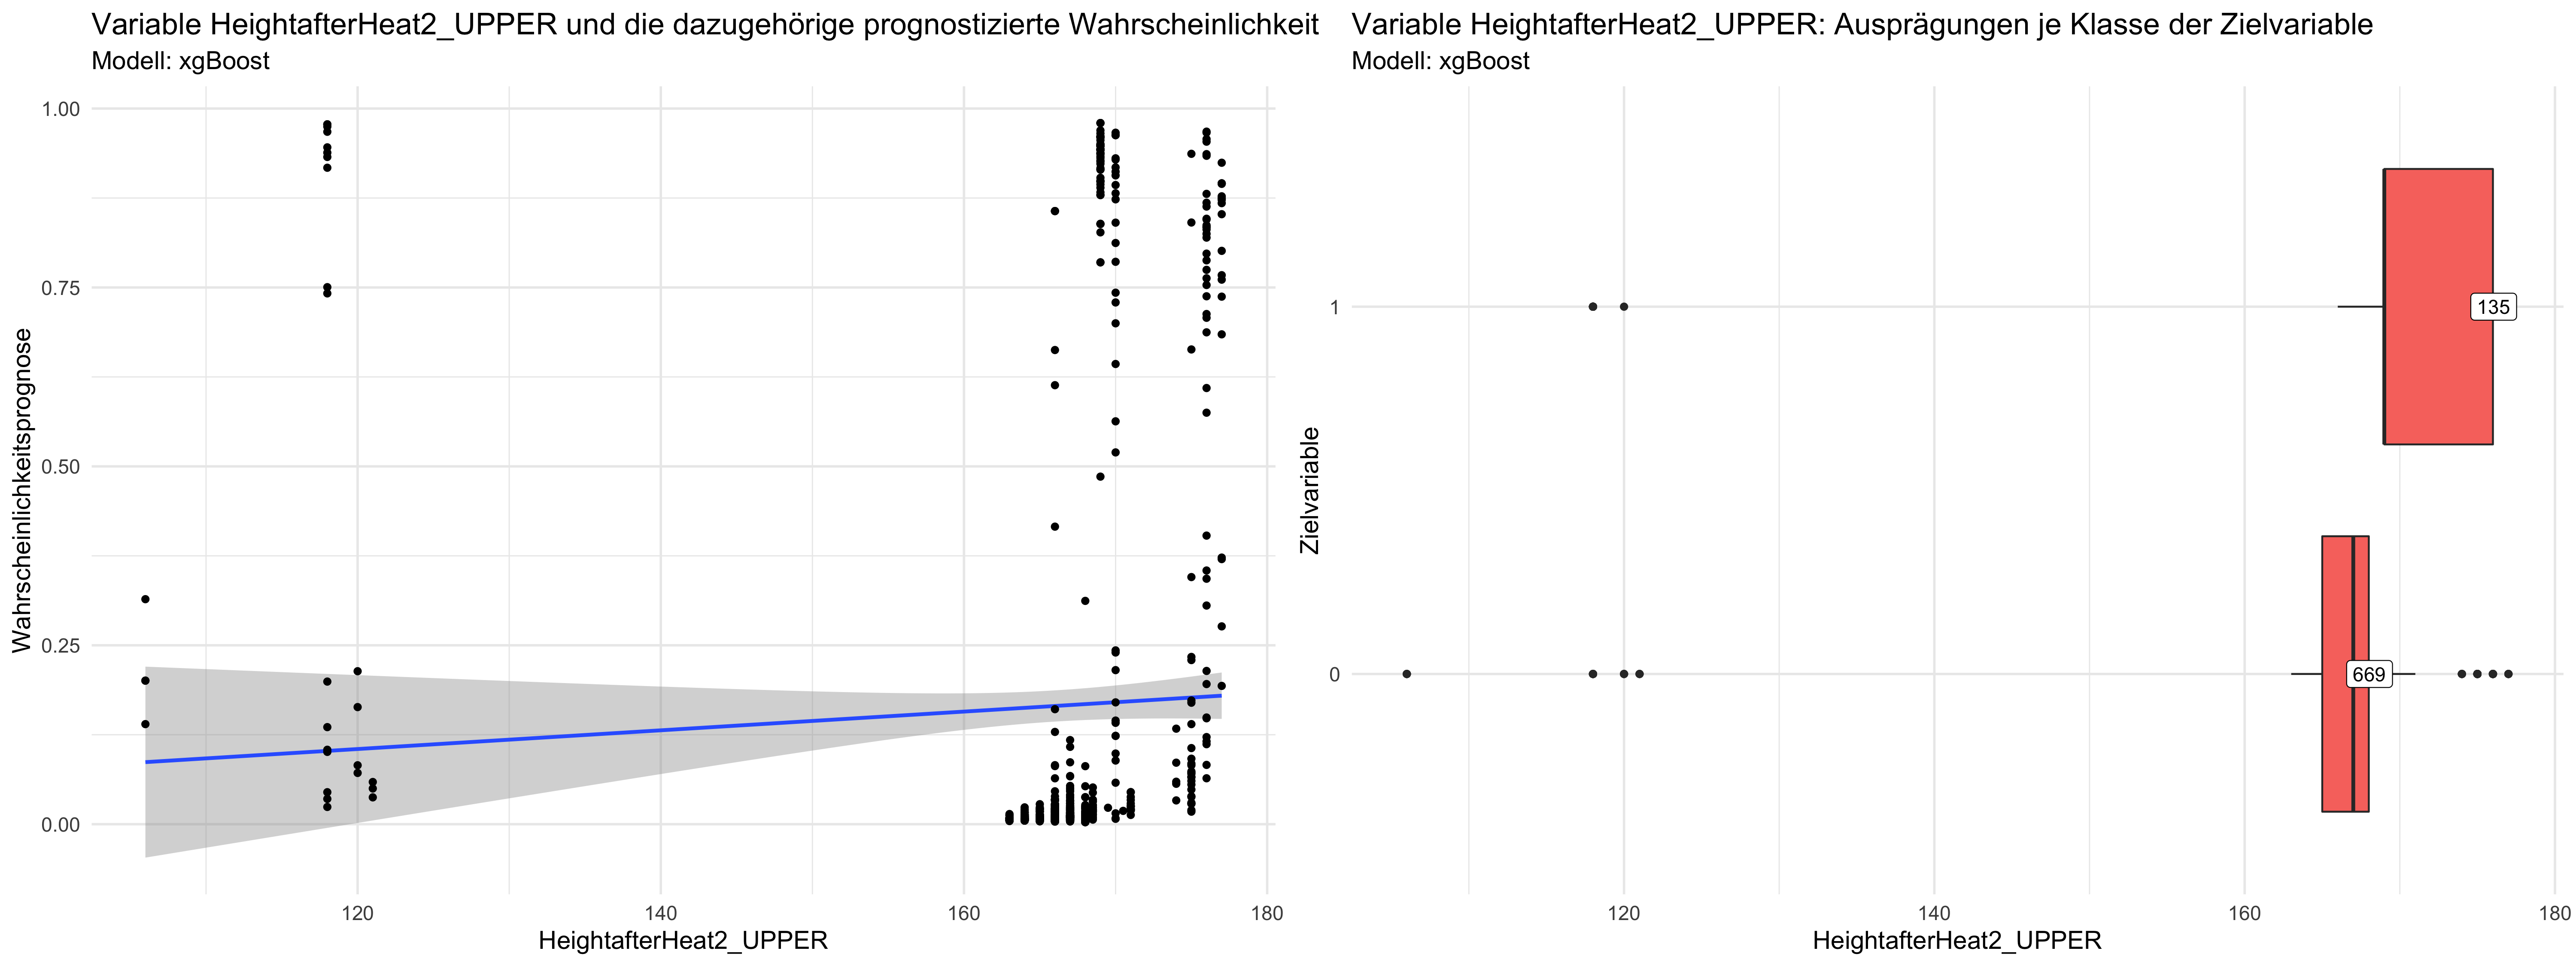 Variable HeightafterHeat2_UPPER und die dazugehörige prognostizierte Wahrscheinlichkeit
Modell: xgBoost
Wahrscheinlichkeitsprognose
1.00
0.75
0.50
0.25
0.00
120
140
160
180
HeightafterHeat2_UPPER
Variable HeightafterHeat2_UPPER: Ausprägungen je Klasse der Zielvariable
Modell: xgBoost
Zielvariable
1
0
135
669
120
140
160
180
HeightafterHeat2_UPPER